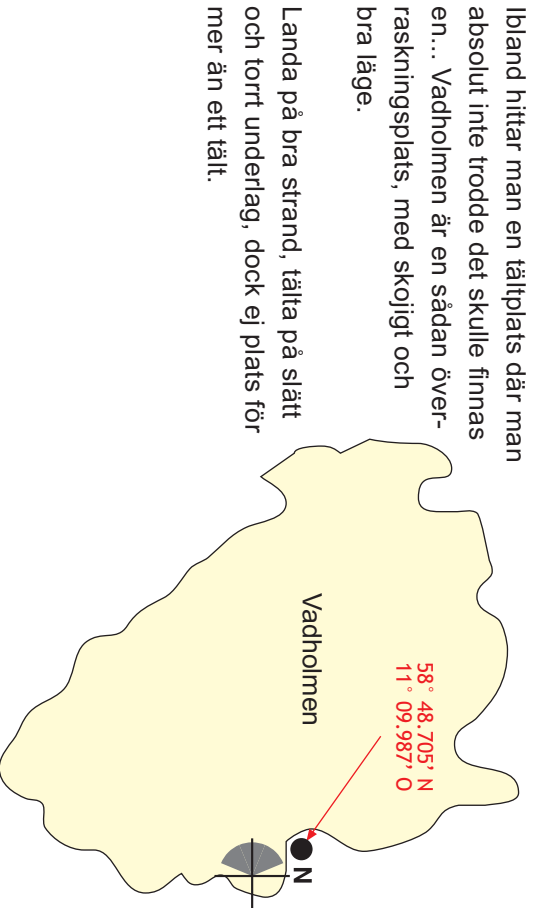 Ibland hittar man en tältplats där man
absolut inte trodde det skulle finnas
en... Vadholmen är en sådan över-
raskningsplats, med skojigt och
bra läge.
Landa på bra strand, tälta på slätt
och torrt underlag, dock ej plats för
mer än ett tält.
58° 48.705’ N
11° 09.987’ O
Vadholmen
N